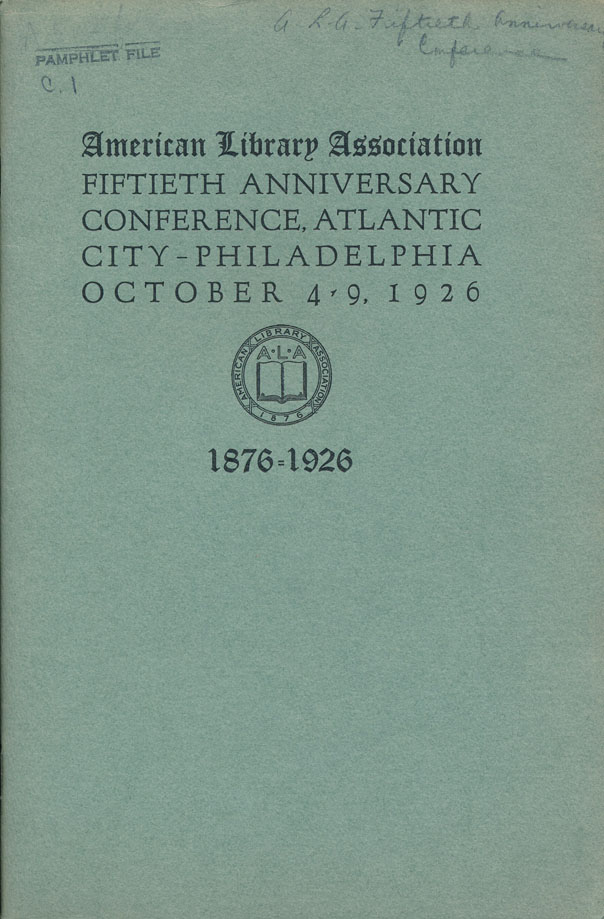 A. L. A. Fiftieth Anniversary
Conference
PAMPHLET FILE
C. 1
American Library Association
FIFTIETH ANNIVERSARY
CONFERENCE, ATLANTIC
CITY-PHILADELPHIA
OCTOBER 4-9, 1926
AMERICAN LIBRARY ASSOCIATION
A·L·A
1876
1876=1926